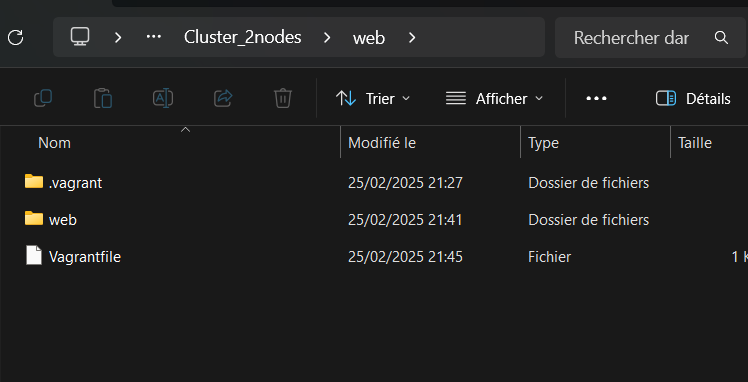 Cluster_2nodes web Rechercher dar
Trier Afficher Détails
Nom Modifié le Type Taille
.vagrant 25/02/2025 21:27 Dossier de fichiers
web 25/02/2025 21:41 Dossier de fichiers
Vagrantfile 25/02/2025 21:45 Fichier 1 K